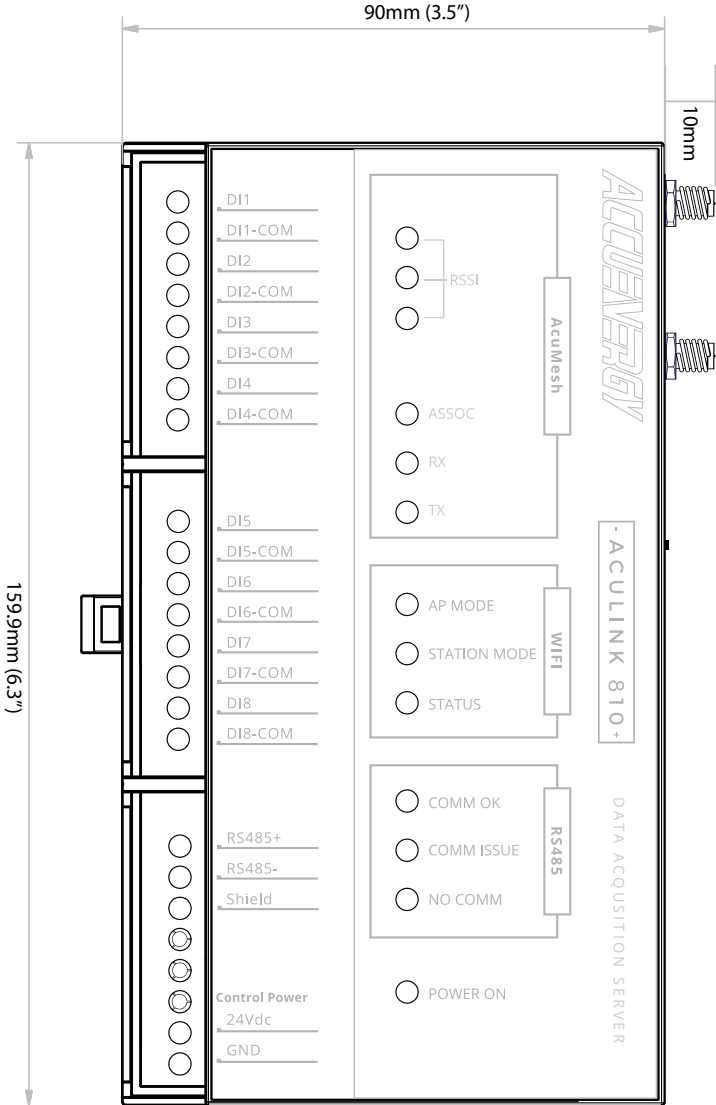 90mm (3.5”)
10mm
159.9mm (6.3”)
DI1
DI1-COM
DI2
DI2-COM
DI3
DI3-COM
DI4
DI4-COM
DI5
DI5-COM
DI6
DI6-COM
DI7
DI7-COM
DI8
DI8-COM
RS485+
RS485-
Shield
Control Power
24Vdc
GND
RSSI
ASSOC
RX
TX
AcuMesh
AP MODE
STATION MODE
STATUS
WIFI
COMM OK
COMM ISSUE
NO COMM
RS485
POWER ON
ACCUENERGY
- ACULINK 810 +
DATA ACQUSITION SERVER